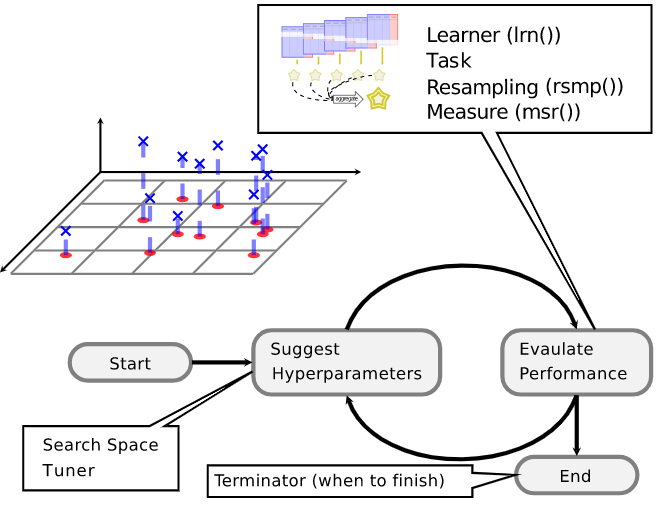 Learner (lrn())
Task
Resampling (rsmp())
Measure (msr())
aggregate
Start
Suggest
Hyperparameters
Evaulate
Performance
Search Space
Tuner
Terminator (when to finish)
End